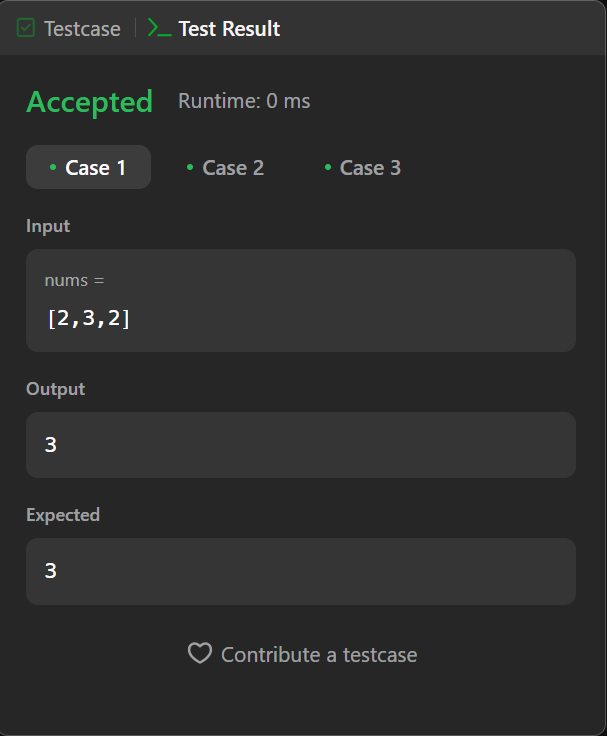 Testcase Test Result
Accepted Runtime: 0 ms
Case 1 Case 2 Case 3
Input
nums =
[2,3,2]
Output
3
Expected
3
Contribute a testcase